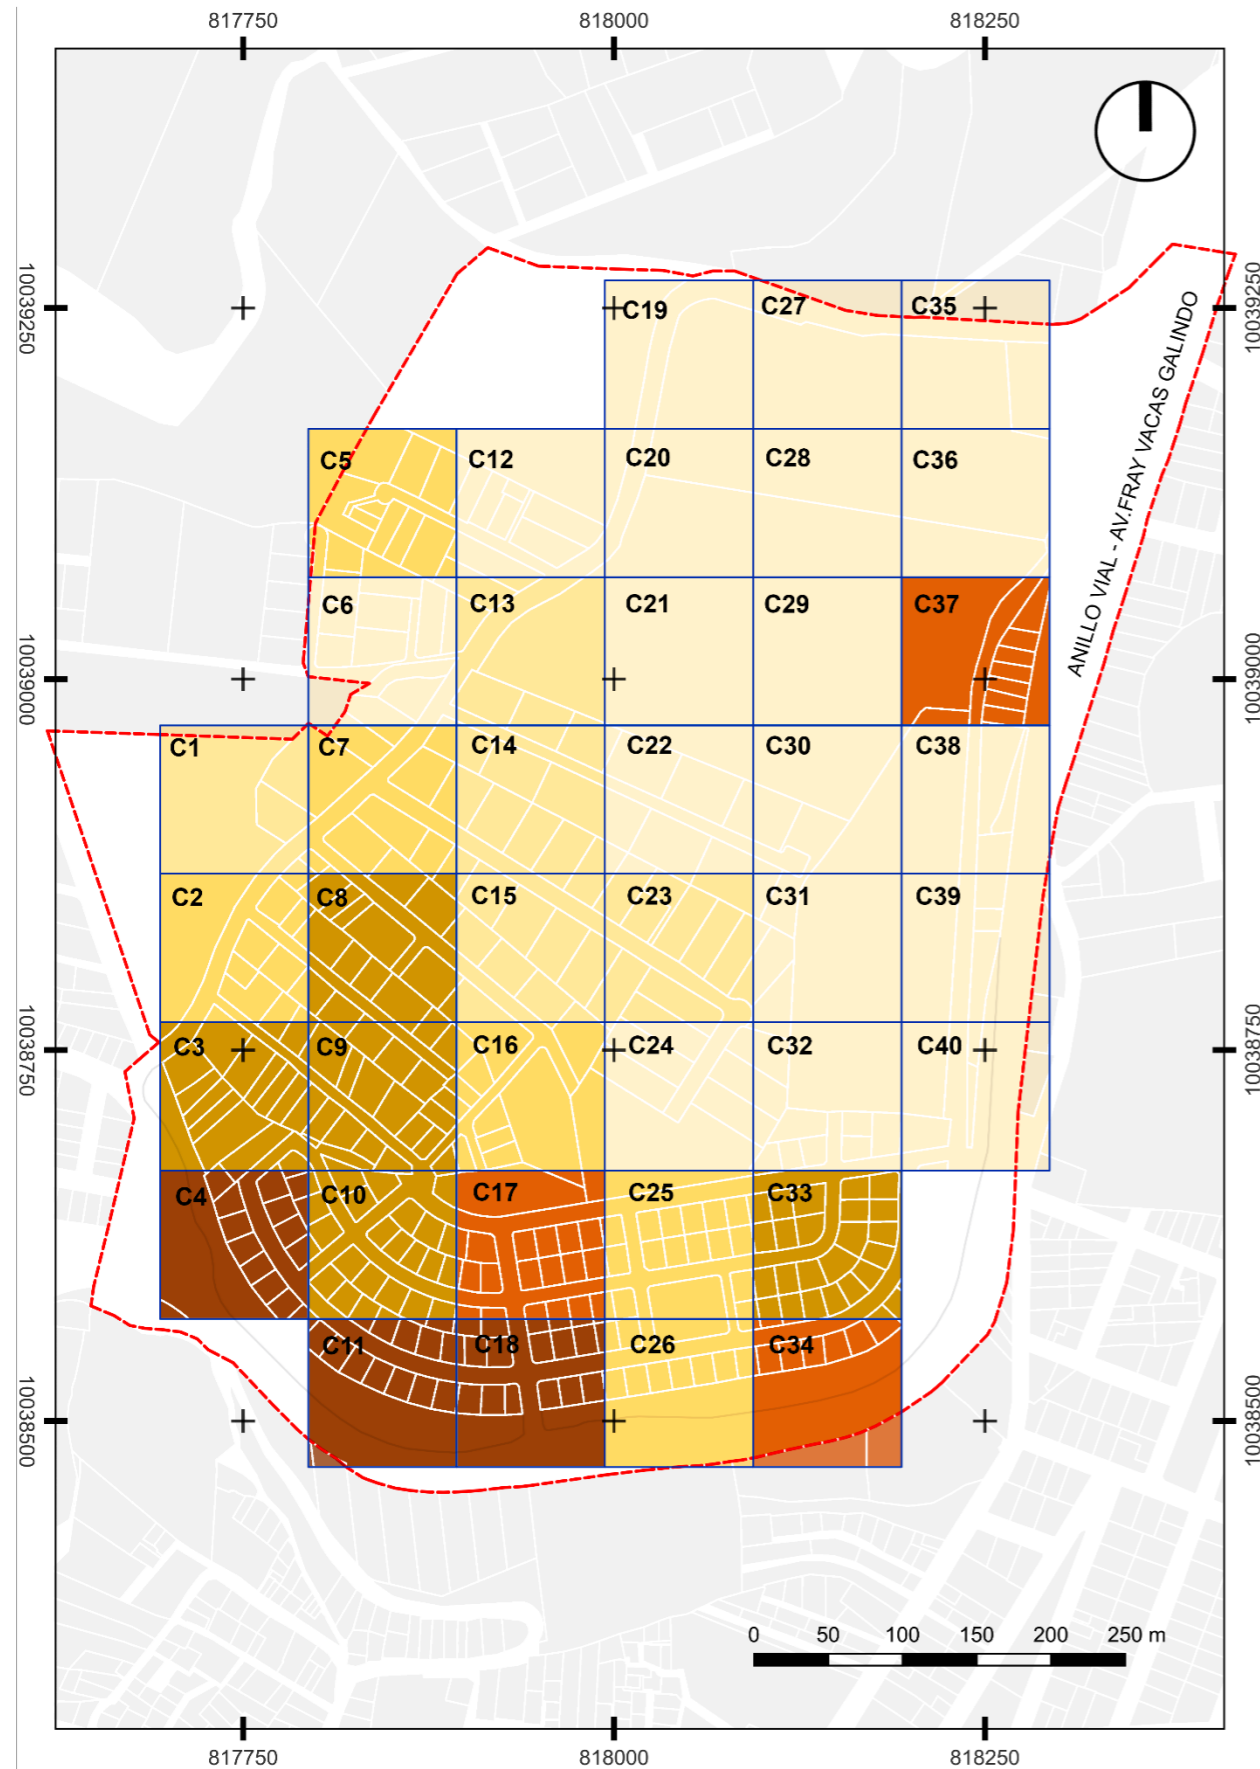 817750 818000 818250
10039250
10039250
C19 C27 C35
ANILLO VIAL - AV.FRAY VACAS GALINDO
C5 C12 C20 C28 C36
C6 C13 C21 C29 C37
10039000
10039000
C1 C7 C14 C22 C30 C38
C2 C8 C15 C23 C31 C39
10038750
10038750
C3 C9 C16 C24 C32 C40
C4 C10 C17 C25 C33
C11 C18 C26 C34
10038500
10038500
0 50 100 150 200 250 m
817750 818000 818250